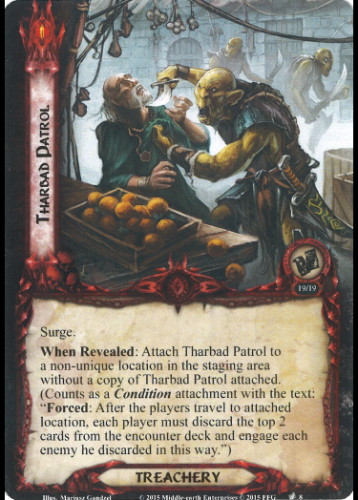 THARBAD PATROL
19/19
Surge.
When Revealed: Attach Tharbad Patrol to
a non-unique location in the staging area
without a copy of Tharbad Patrol attached.
(Counts as a Condition attachment with the text:
“Forced: After the players travel to attached
location, each player must discard the top 2
cards from the encounter deck and engage each
enemy he discarded in this way.”)
TREACHERY
Illus. Mariusz Gandzel © 2015 Middle-earth Enterprises © 2015 FFG 8